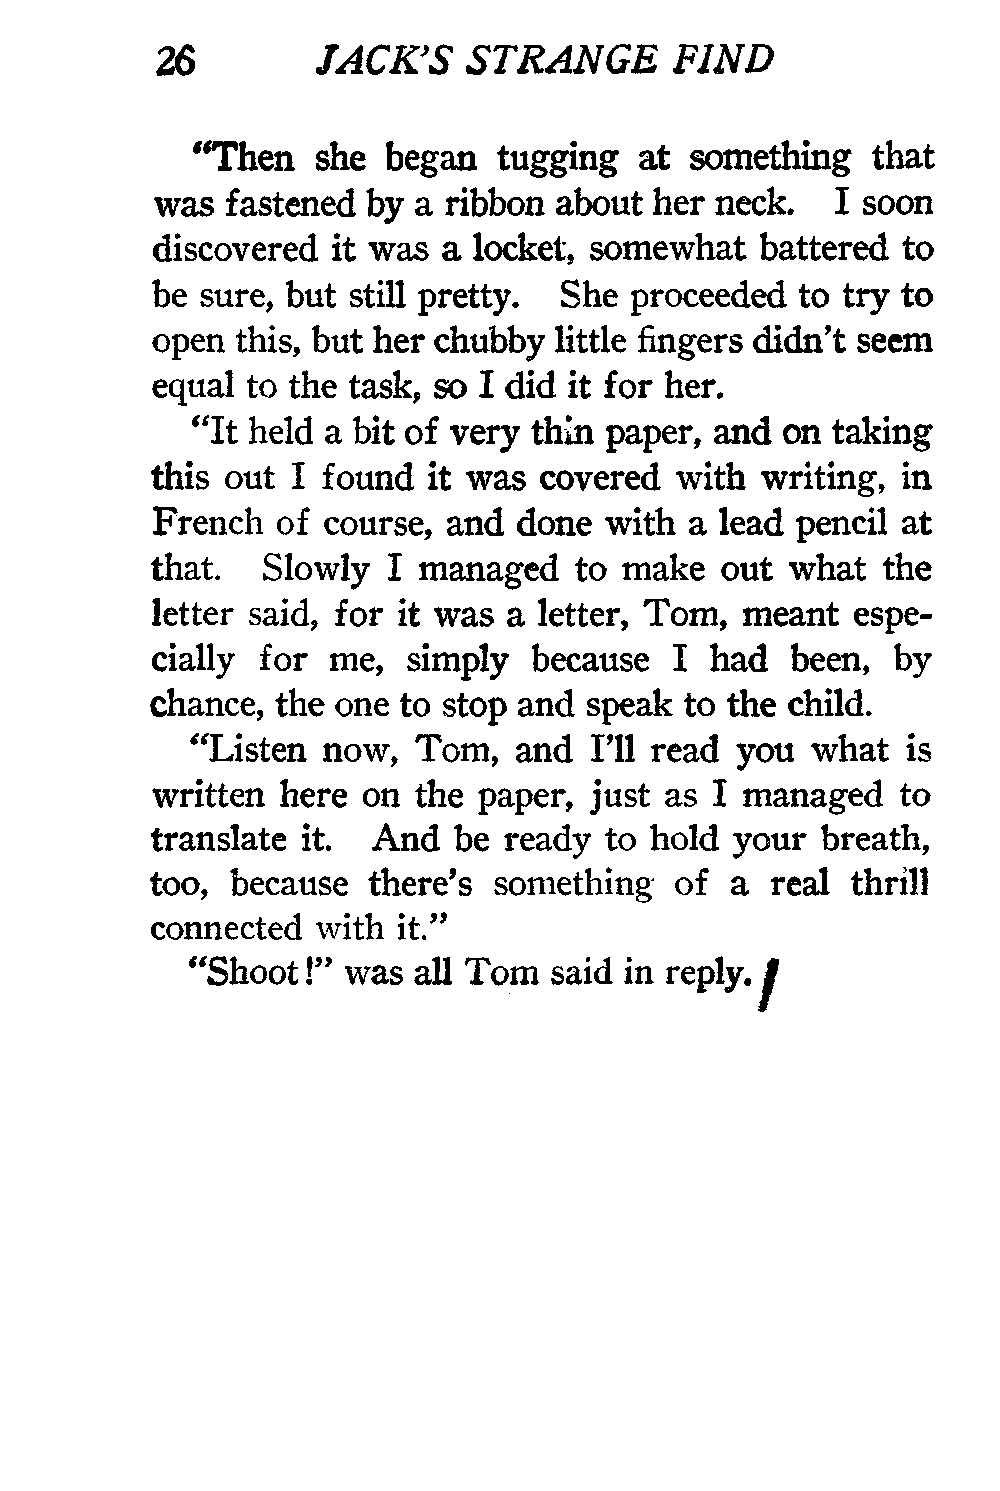 26 JACK'S STRANGE FIND
“Then she began tugging at something that
was fastened by a ribbon about her neck. I soon
discovered it was a locket, somewhat battered to
be sure, but still pretty. She proceeded to try to
open this, but her chubby little fingers didn't seem
equal to the task, so I did it for her.
“It held a bit of very thin paper, and on taking
this out I found it was covered with writing, in
French of course, and done with a lead pencil at
that. Slowly I managed to make out what the
letter said, for it was a letter, Tom, meant espe-
cially for me, simply because I had been, by
chance, the one to stop and speak to the child.
“Listen now, Tom, and I'll read you what is
written here on the paper, just as I managed to
translate it. And be ready to hold your breath,
too, because there's something of a real thrill
connected with it.”
“Shoot!” was all Tom said in reply.